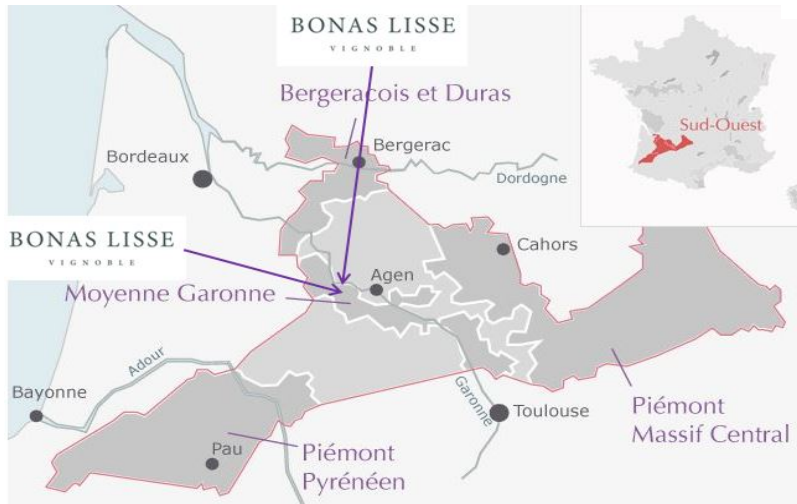 BONAS LISSE
VIGNOBLE
Bergeracois et Duras
Bergerac
Bordeaux
Dordogne
Sud-Ouest
BONAS LISSE
VIGNOBLE
Cahors
Agen
Moyenne Garonne
Adour
Bayonne
Garonne
Toulouse
Pau
Piémont
Pyrénéen
Piémont
Massif Central